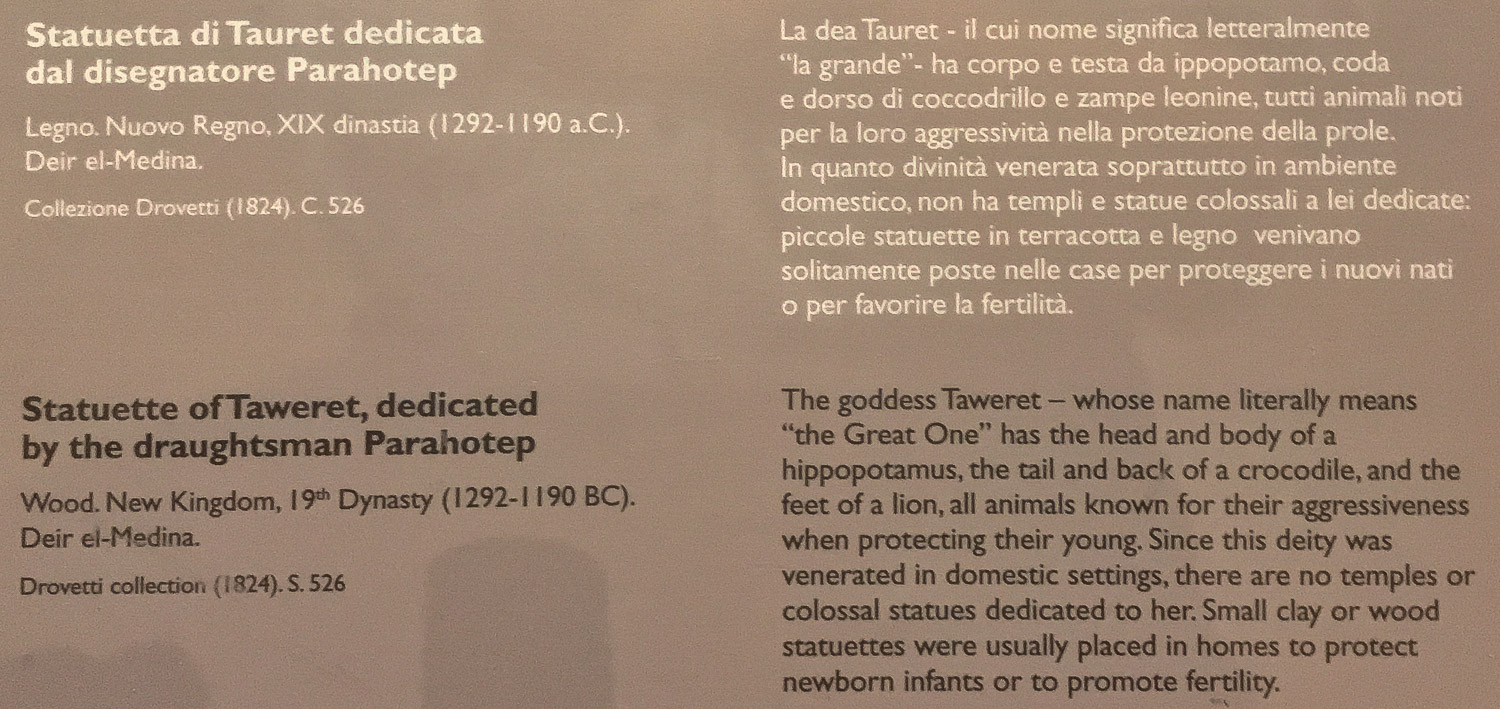 Statuetta di Tauret dedicata
dal disegnatore Parahotep
Legno. Nuovo Regno, XIX dinastia (1292-1190 a.C.).
Deir el-Medina.
Collezione Drovetti (1824). C. 526
La dea Tauret - il cui nome significa letteralmente
“la grande”- ha corpo e testa da ippopotamo, coda
e dorso di coccodrillo e zampe leonine, tutti animali noti
per la loro aggressività nella protezione della prole.
In quanto divinità venerata soprattutto in ambiente
domestico, non ha templi e statue colossali a lei dedicate:
piccole statuette in terracotta e legno venivano
solitamente poste nelle case per proteggere i nuovi nati
o per favorire la fertilità.
Statuette of Taweret, dedicated
by the draughtsman Parahotep
Wood. New Kingdom, 19th Dynasty (1292-1190 BC).
Deir el-Medina.
Drovetti collection (1824). S. 526
The goddess Taweret – whose name literally means
“the Great One” has the head and body of a
hippopotamus, the tail and back of a crocodile, and the
feet of a lion, all animals known for their aggressiveness
when protecting their young. Since this deity was
venerated in domestic settings, there are no temples or
colossal statues dedicated to her. Small clay or wood
statuettes were usually placed in homes to protect
newborn infants or to promote fertility.